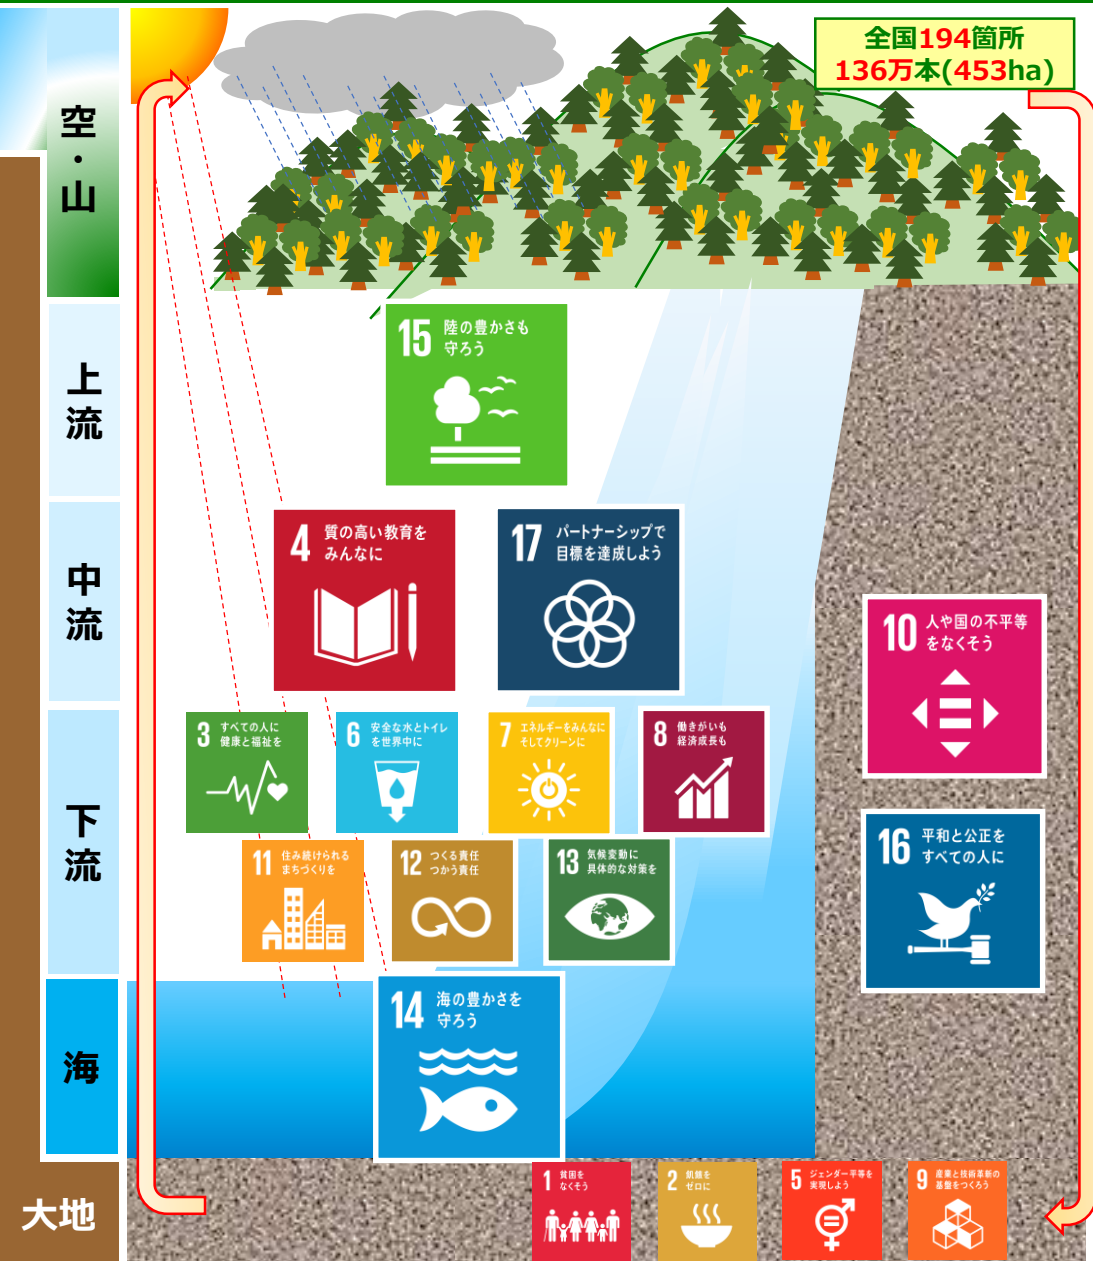 全国194箇所
136万本(453ha)
空・山
上流
15 陸の豊かさも
守ろう
中流
4 質の高い教育を
みんなに
17 パートナーシップで
目標を達成しよう
10 人や国の不平等
をなくそう
下流
3 すべての人に
健康と福祉を
6 安全な水とトイレ
を世界中に
7 エネルギーをみんなに
そしてクリーンに
8 働きがいも
経済成長も
11 住み続けられる
まちづくりを
12 つくる責任
つかう責任
13 気候変動に
具体的な対策を
16 平和と公正を
すべての人に
海
14 海の豊かさを
守ろう
大地
1 貧困を
なくそう
2 飢餓を
ゼロに
5 ジェンダー平等を
実現しよう
9 産業と技術革新の
基盤をつくろう